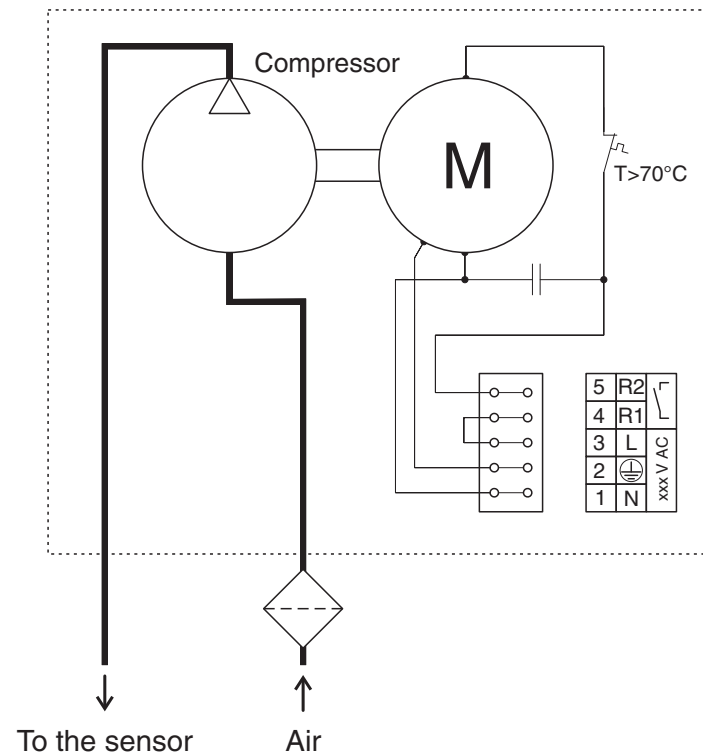 Compressor
M
T>70°C
5 R2
4 R1
3 L
2
1 N
xxx V AC
To the sensor
Air